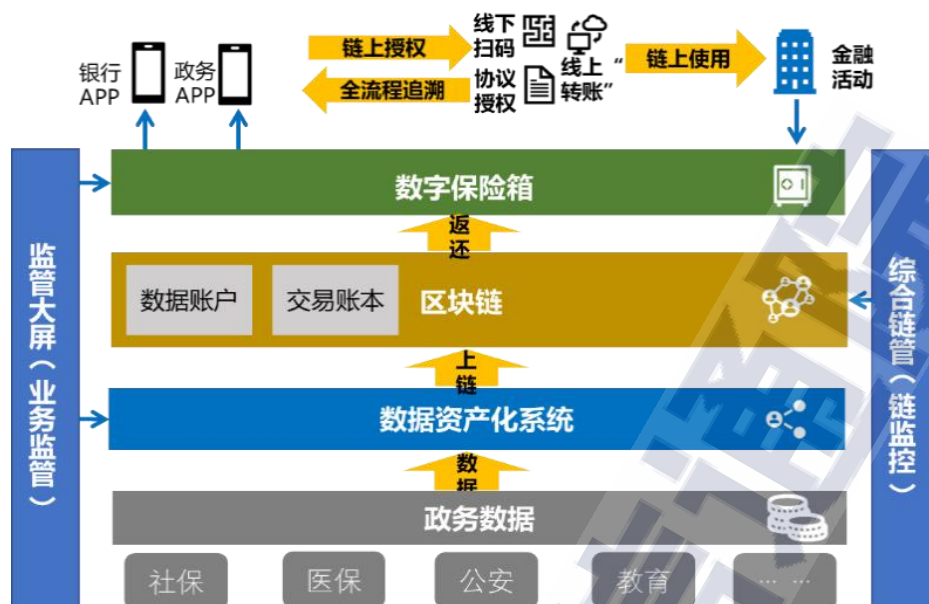 银行
APP
政务
APP
链上授权
全流程追溯
线下
扫码
协议
授权
线上“
转账”
链上使用
金融
活动
监管大屏（业务监管）
数字保险箱
返还
数据账户
交易账本
区块链
上链
数据资产化系统
数据
政务数据
社保
医保
公安
教育
... ...
综合链管（链监控）